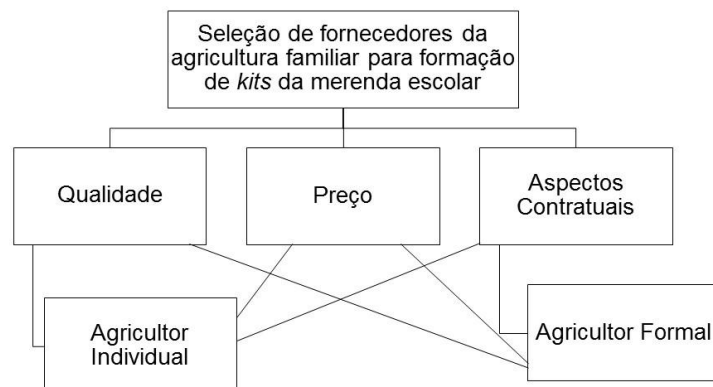 Seleção de fornecedores da
agricultura familiar para formação
de kits da merenda escolar
Qualidade
Preço
Aspectos
Contratuais
Agricultor
Individual
Agricultor Formal